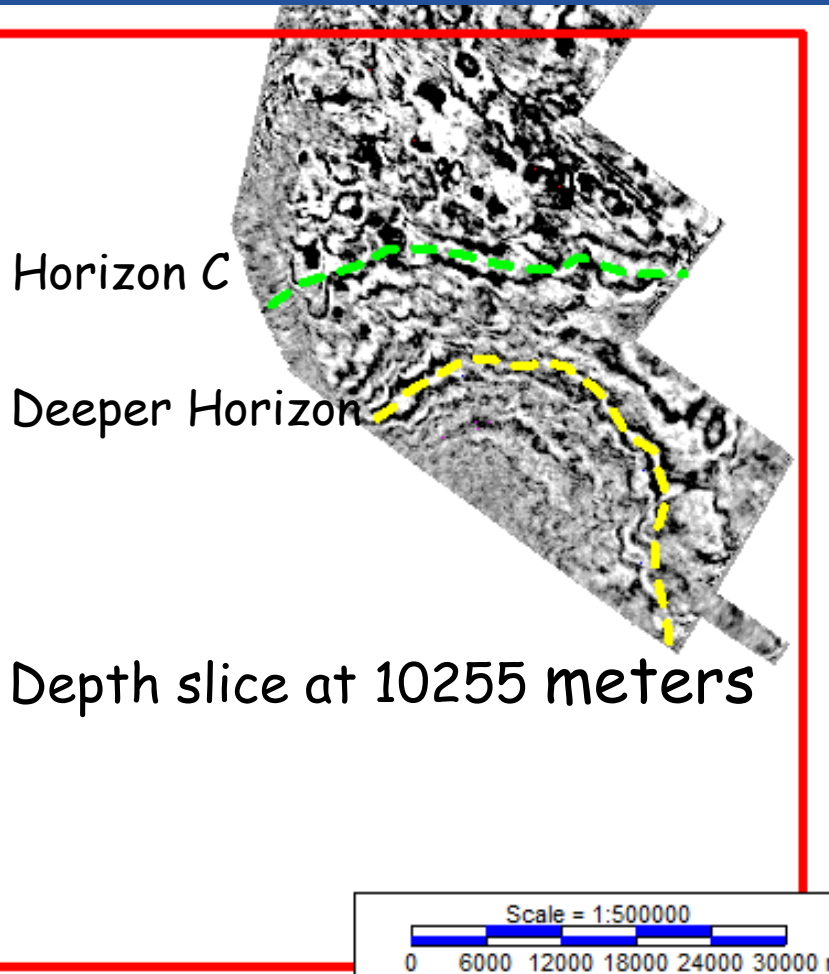 Horizon C
Deeper Horizon
Depth slice at 10255 meters
Scale = 1:500000
0 6000 12000 18000 24000 30000